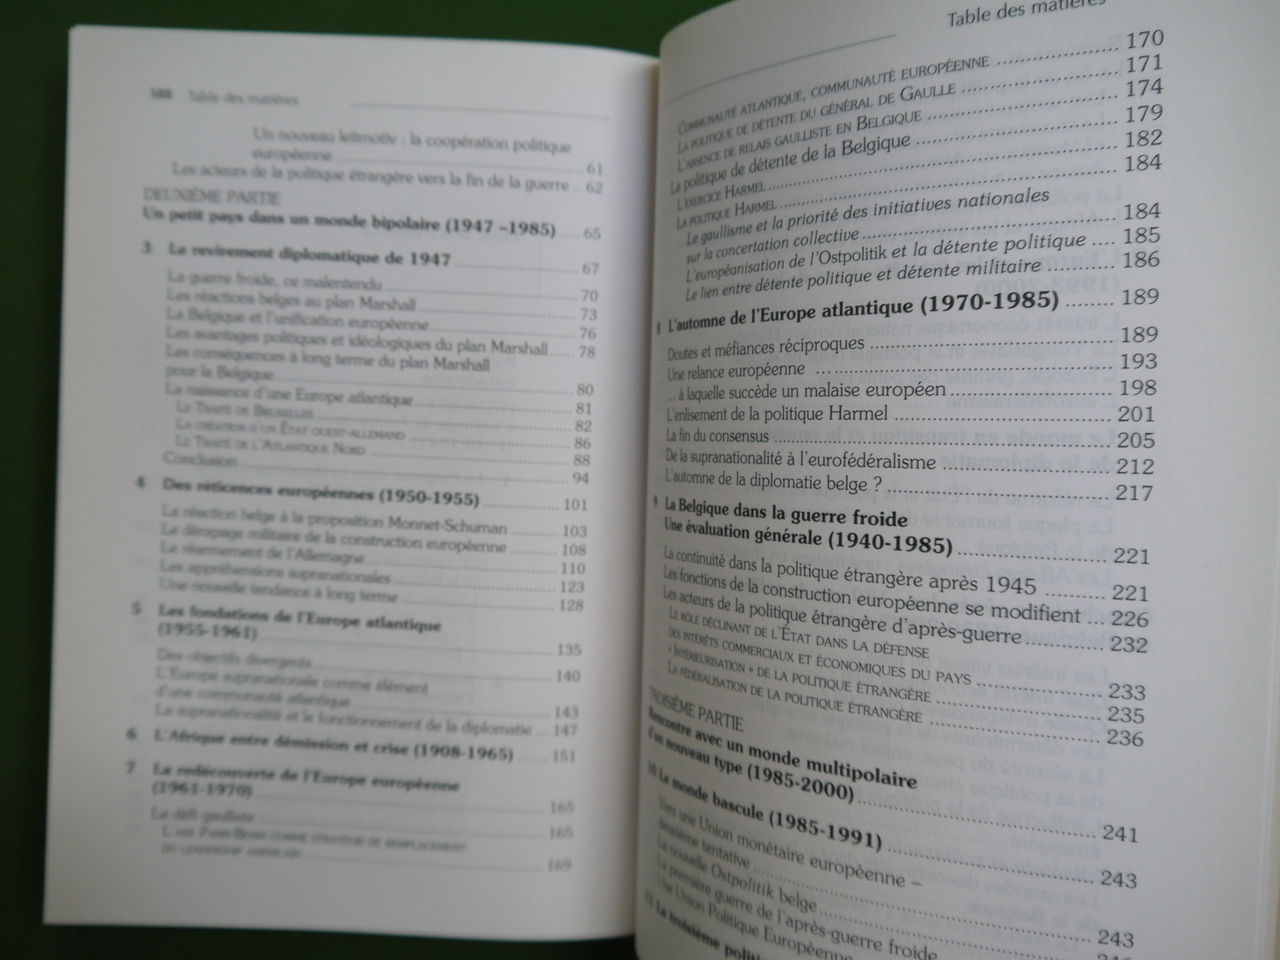 388 Table des matières
Un nouveau leitmotiv : la coopération politique
européenne 61
Les acteurs de la politique étrangère vers la fin de la guerre .. 62
DEUXIÈME PARTIE
Un petit pays dans un monde bipolaire (1947 –1985) ..... 65
3 Le revirement diplomatique de 1947 67
La guerre froide, ce malentendu 70
Les réactions belges au plan Marshall 73
La Belgique et l'unification européenne 76
Les avantages politiques et idéologiques du plan Marshall...... 78
Les conséquences à long terme du plan Marshall
pour la Belgique 80
La naissance d'une Europe atlantique 81
Le Traité de Bruxelles 82
La création d'un État ouest-allemand 86
Le Traité de l'Atlantique Nord 88
Conclusion 94
4 Des réticences européennes (1950-1955) 101
La réaction belge à la proposition Monnet-Schuman 103
Le dérapage militaire de la construction européenne 108
Le réarmement de l'Allemagne 110
Les appréhensions supranationales 123
Une nouvelle tendance à long terme 128
5 Les fondations de l'Europe atlantique
(1955-1961) 135
Des objectifs divergents 140
L'Europe supranationale comme élément
d'une communauté atlantique 143
La supranationalité et le fonctionnement de la diplomatie ... 147
6 L'Afrique entre démission et crise (1908-1965) ....... 151
7 La redécouverte de l'Europe européenne
(1961-1970) 165
Le défi gaulliste 165
L'axe Paris-Bonn comme stratégie de remplacement
du leadership américain 169
Table des matières
Communauté atlantique, communauté européenne 170
La politique de détente du général de Gaulle 171
L'absence de relais gaulliste en Belgique 174
La politique de détente de la Belgique 179
L'exercice Harmel 182
La politique Harmel 184
Le gaullisme et la priorité des initiatives nationales
sur la concertation collective 184
L'européanisation de l'Ostpolitik et la détente politique .... 185
Le lien entre détente politique et détente militaire 186
8 L'automne de l'Europe atlantique (1970-1985) ........ 189
Doutes et méfiances réciproques 189
Une relance européenne ... 193
... à laquelle succède un malaise européen 198
L'enlisement de la politique Harmel 201
La fin du consensus 205
De la supranationalité à l'eurofédéralisme 212
L'automne de la diplomatie belge ? 217
9 La Belgique dans la guerre froide
Une évaluation générale (1940-1985) 221
La continuité dans la politique étrangère après 1945 .......... 221
Les fonctions de la construction européenne se modifient ... 226
Les acteurs de la politique étrangère d'après-guerre 232
Le rôle déclinant de l'État dans la défense
des intérêts commerciaux et économiques du pays 233
« Intérieurisation » de la politique étrangère 235
La fédéralisation de la politique étrangère 236
TROISIÈME PARTIE
Rencontre avec un monde multipolaire
d'un nouveau type (1985-2000) 241
10 Le monde bascule (1985-1991) 243
Vers une Union monétaire européenne –
deuxième tentative 243
La nouvelle Ostpolitik belge
La première guerre de l'après-guerre froide
Une Union Politique Européenne
11 La troisième